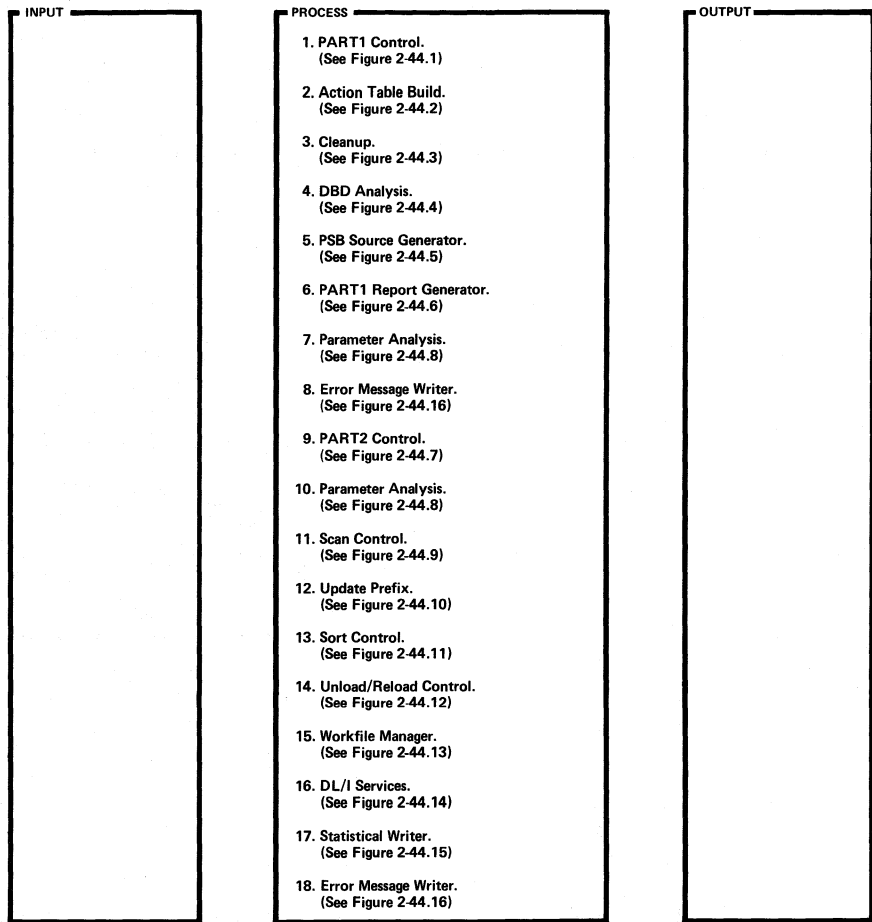 INPUT
PROCESS
OUTPUT
1. PART1 Control.
(See Figure 2-44.1)
2. Action Table Build.
(See Figure 2-44.2)
3. Cleanup.
(See Figure 2-44.3)
4. DBD Analysis.
(See Figure 2-44.4)
5. PSB Source Generator.
(See Figure 2-44.5)
6. PART1 Report Generator.
(See Figure 2-44.6)
7. Parameter Analysis.
(See Figure 2-44.8)
8. Error Message Writer.
(See Figure 2-44.16)
9. PART2 Control.
(See Figure 2-44.7)
10. Parameter Analysis.
(See Figure 2-44.8)
11. Scan Control.
(See Figure 2-44.9)
12. Update Prefix.
(See Figure 2-44.10)
13. Sort Control.
(See Figure 2-44.11)
14. Unload/Reload Control.
(See Figure 2-44.12)
15. Workfile Manager.
(See Figure 2-44.13)
16. DL/I Services.
(See Figure 2-44.14)
17. Statistical Writer.
(See Figure 2-44.15)
18. Error Message Writer.
(See Figure 2-44.16)